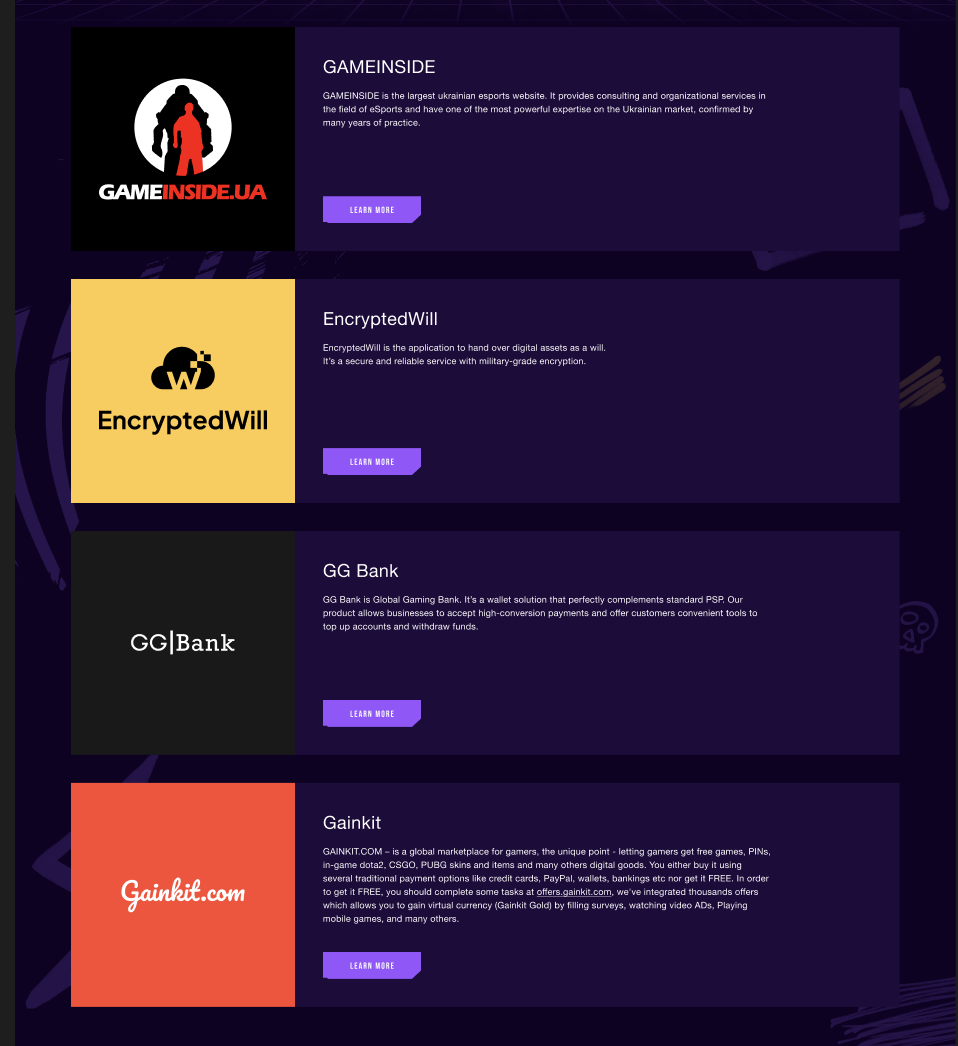 GAMEINSIDE.UA
GAMEINSIDE
GAMEINSIDE is the largest ukrainian esports website. It provides consulting and organizational services in
the field of eSports and have one of the most powerful expertise on the Ukrainian market, confirmed by
many years of practice.
LEARN MORE
W
EncryptedWill
EncryptedWill
EncryptedWill is the application to hand over digital assets as a will.
It's a secure and reliable service with military-grade encryption.
LEARN MORE
GG|Bank
GG Bank
GG Bank is Global Gaming Bank. It's a wallet solution that perfectly complements standard PSP. Our
product allows businesses to accept high-conversion payments and offer customers convenient tools to
top up accounts and withdraw funds.
LEARN MORE
Gainkit.com
Gainkit
GAINKIT.COM – is a global marketplace for gamers, the unique point - letting gamers get free games, PINs,
in-game dota2, CSGO, PUBG skins and items and many others digital goods. You either buy it using
several traditional payment options like credit cards, PayPal, wallets, bankings etc nor get it FREE. In order
to get it FREE, you should complete some tasks at offers.gainkit.com, we've integrated thousands offers
which allows you to gain virtual currency (Gainkit Gold) by filling surveys, watching video ADs, Playing
mobile games, and many others.
LEARN MORE